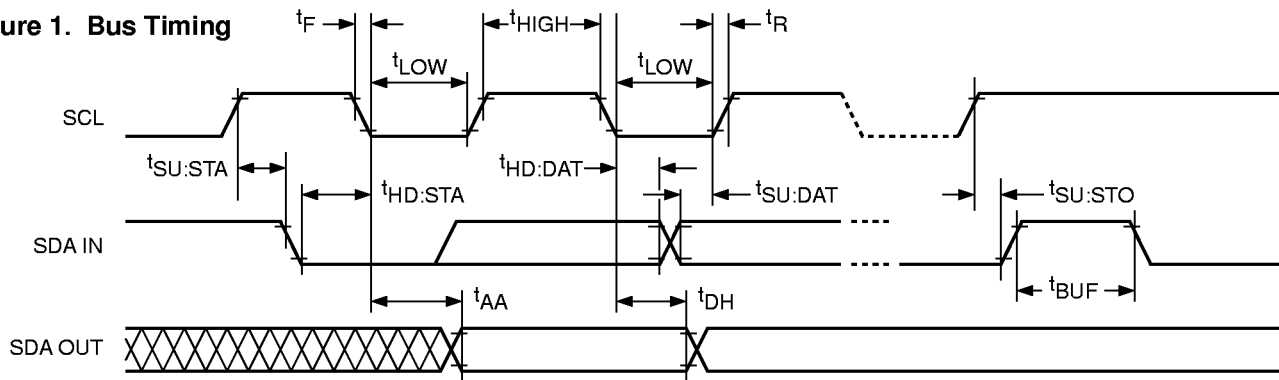 ure 1. Bus Timing
tF
tHIGH
tR
tLOW
tLOW
SCL
tSU:STA
tHD:STA
tHD:DAT
tSU:DAT
tSU:STO
SDA IN
tBUF
tAA
tDH
SDA OUT